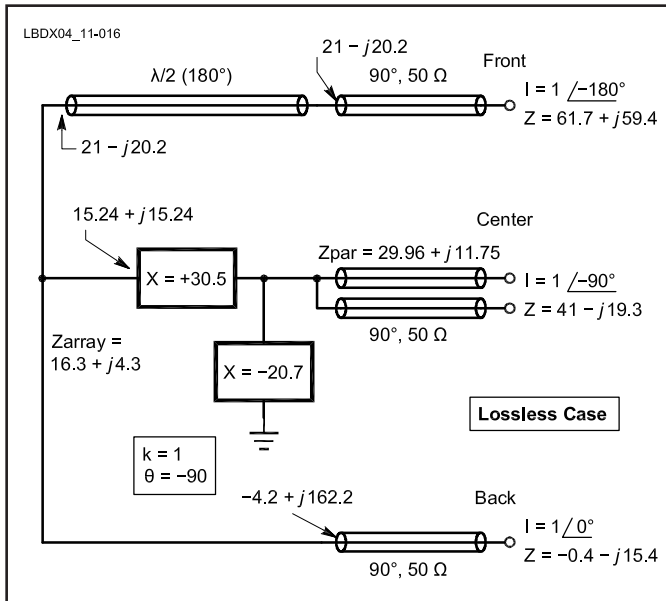 LBDX04_11-016
λ/2 (180°)
21 − j20.2
90°, 50 Ω
Front
I = 1 /−180°
Z = 61.7 + j59.4
21 − j20.2
15.24 + j15.24
Center
X = +30.5
Zpar = 29.96 + j11.75
I = 1 /−90°
Z = 41 − j19.3
90°, 50 Ω
Zarray =
16.3 + j4.3
X = −20.7
Lossless Case
k = 1
θ = −90
−4.2 + j162.2
Back
I = 1 / 0°
Z = −0.4 − j15.4
90°, 50 Ω